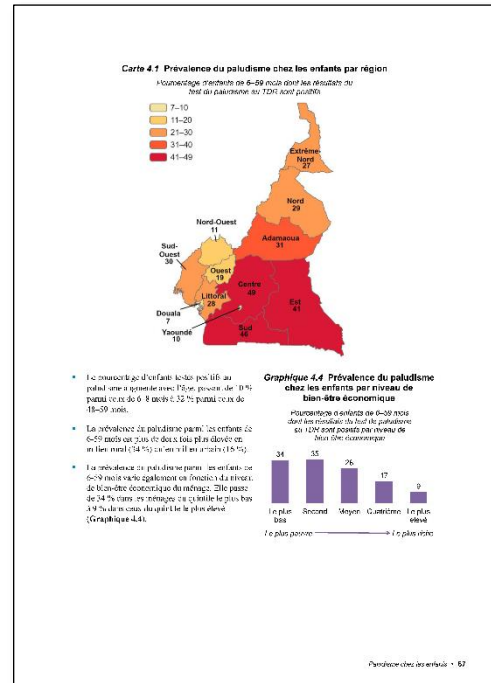 Carte 4.1 Prévalence du paludisme chez les enfants par région
Pourcentage d'enfants de 6–59 mois dont les résultats du
test du paludisme au TDR sont positifs
7–10
11–20
21–30
31–40
41–49
Extrême-
Nord
27
Nord
29
Nord-Ouest
11
Adamaoua
31
Sud-
Ouest
30
Ouest
19
Centre
49
Littoral
28
Est
41
Douala
7
Yaoundé
10
Sud
46
▪ Le pourcentage d'enfants testés positifs au
paludisme augmente avec l'âge, passant de 10 %
parmi ceux de 6–8 mois à 32 % parmi ceux de
48–59 mois.
▪ La prévalence du paludisme parmi les enfants de
6-59 mois est plus de deux fois plus élevée en
milieu rural (34 %) qu'en milieu urbain (16 %).
▪ La prévalence du paludisme parmi les enfants de
6-59 mois varie également en fonction du niveau
de bien-être économique du ménage. Elle passe
de 34 % dans les ménages du quintile le plus bas
à 9 % dans ceux du quintile le plus élevé
(Graphique 4.4).
Graphique 4.4 Prévalence du paludisme
chez les enfants par niveau de
bien-être économique
Pourcentage d'enfants de 6–59 mois
dont les résultats du test de paludisme
au TDR sont positifs par niveau de
bien-être économique
34 35 26 17 9
Le plus bas Second Moyen Quatrième Le plus élevé
Le plus pauvre Le plus riche
Paludisme chez les enfants • 67